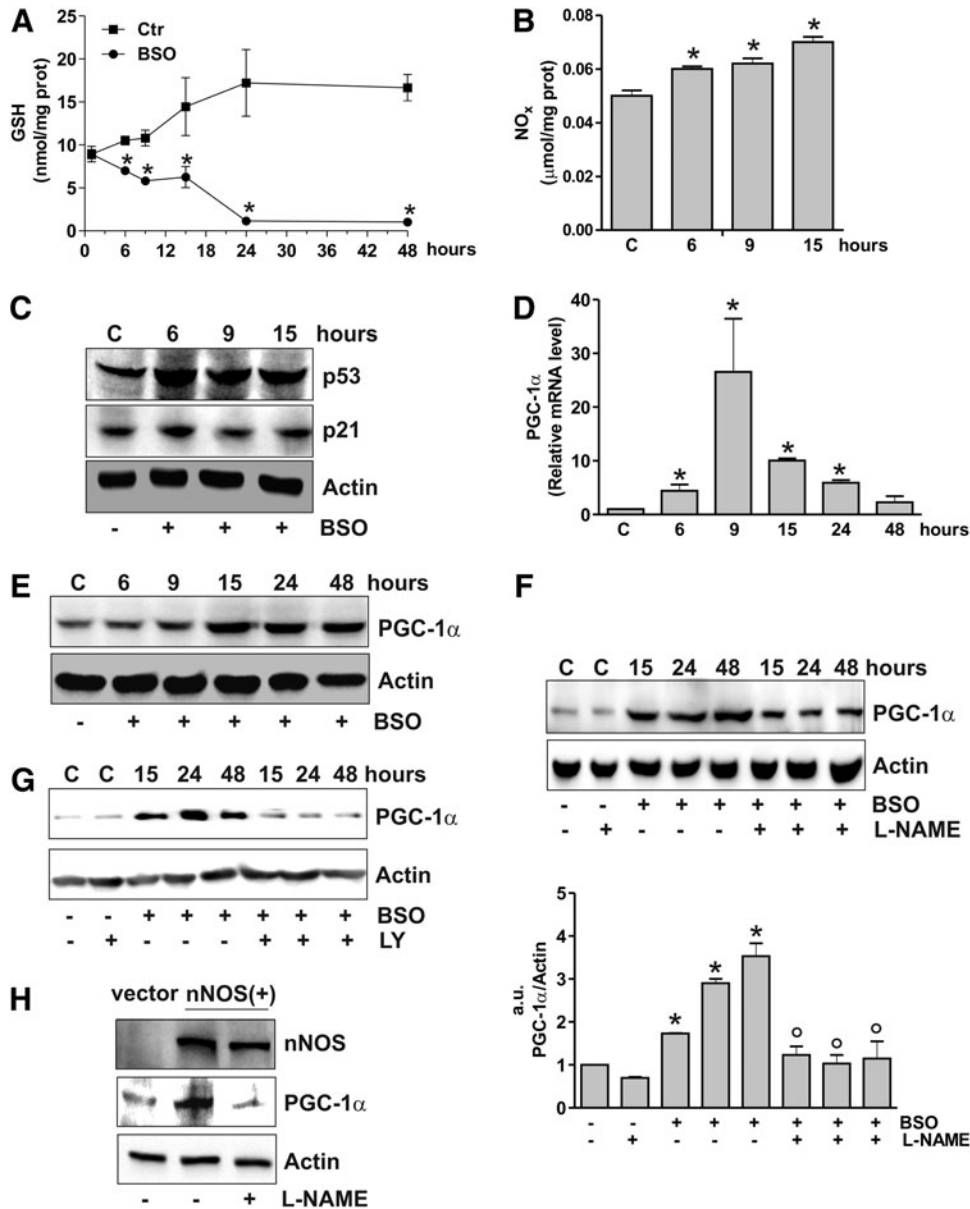 A
Ctr
BSO
GSH
(nmol/mg prot)
25
20
15
10
5
0
* * * * *
0 6 12 18 24 30 36 42 48 hours
B
NOₓ
(μmol/mg prot)
0.08
0.06
0.04
0.02
0.00
* * *
C 6 9 15 hours
C
C 6 9 15 hours
p53
p21
Actin
- + + + BSO
D
PGC-1α
(Relative mRNA level)
40
30
20
10
0
* * * *
C 6 9 15 24 48 hours
E
C 6 9 15 24 48 hours
PGC-1α
Actin
- + + + + + BSO
F
C C 15 24 48 15 24 48 hours
PGC-1α
Actin
- - + + + + + + BSO
- + - - - + + + L-NAME
a.u.
PGC-1α/Actin
5
4
3
2
1
0
* * * ° ° °
- - + + + + + + BSO
- + - - - + + + L-NAME
G
C C 15 24 48 15 24 48 hours
PGC-1α
Actin
- - + + + + + + BSO
- + - - - + + + LY
H
vector nNOS(+)
nNOS
PGC-1α
Actin
- - + L-NAME